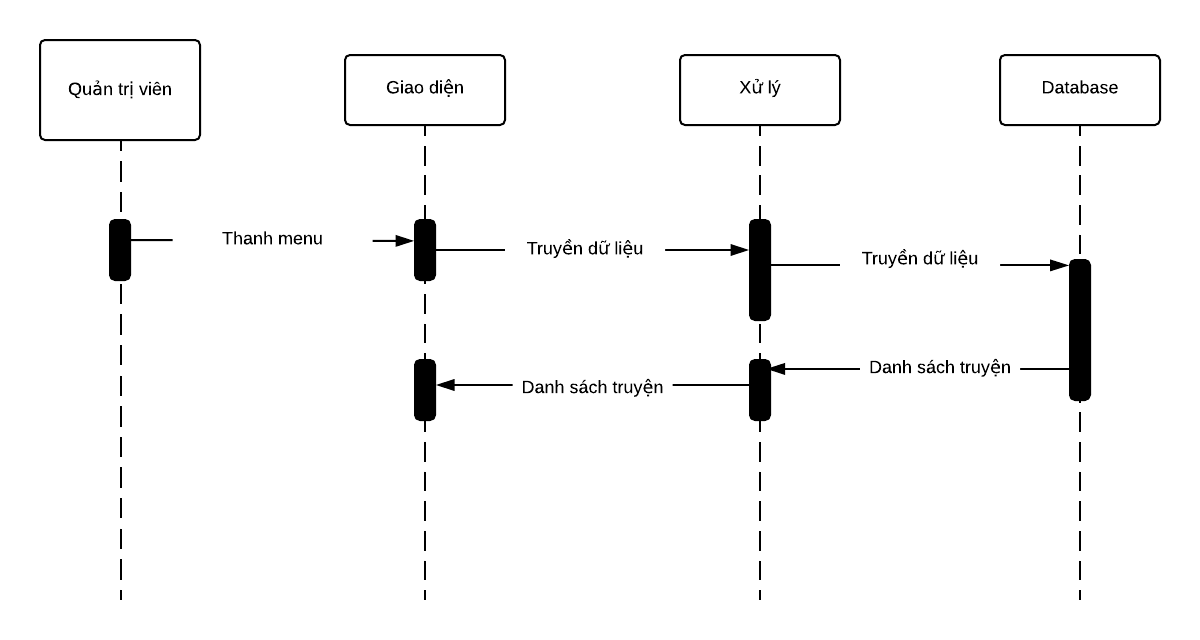 Quản trị viên
Giao diện
Xử lý
Database
Thanh menu
Truyền dữ liệu
Truyền dữ liệu
Danh sách truyện
Danh sách truyện